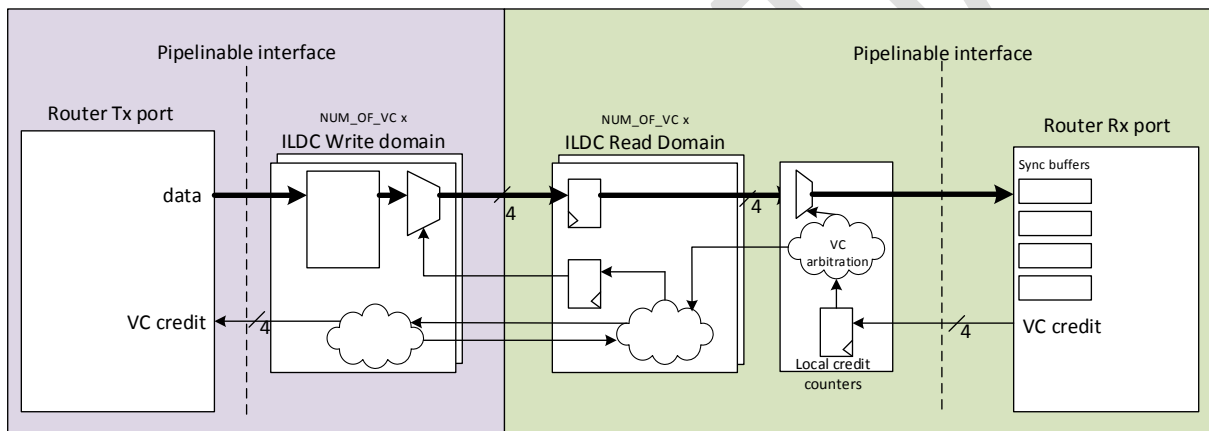 Pipelinable interface
Pipelinable interface
Router Tx port
NUM_OF_VC x
ILDC Write domain
NUM_OF_VC x
ILDC Read Domain
Router Rx port
Sync buffers
data
4
4
VC
arbitration
VC credit
4
4
VC credit
Local credit
counters